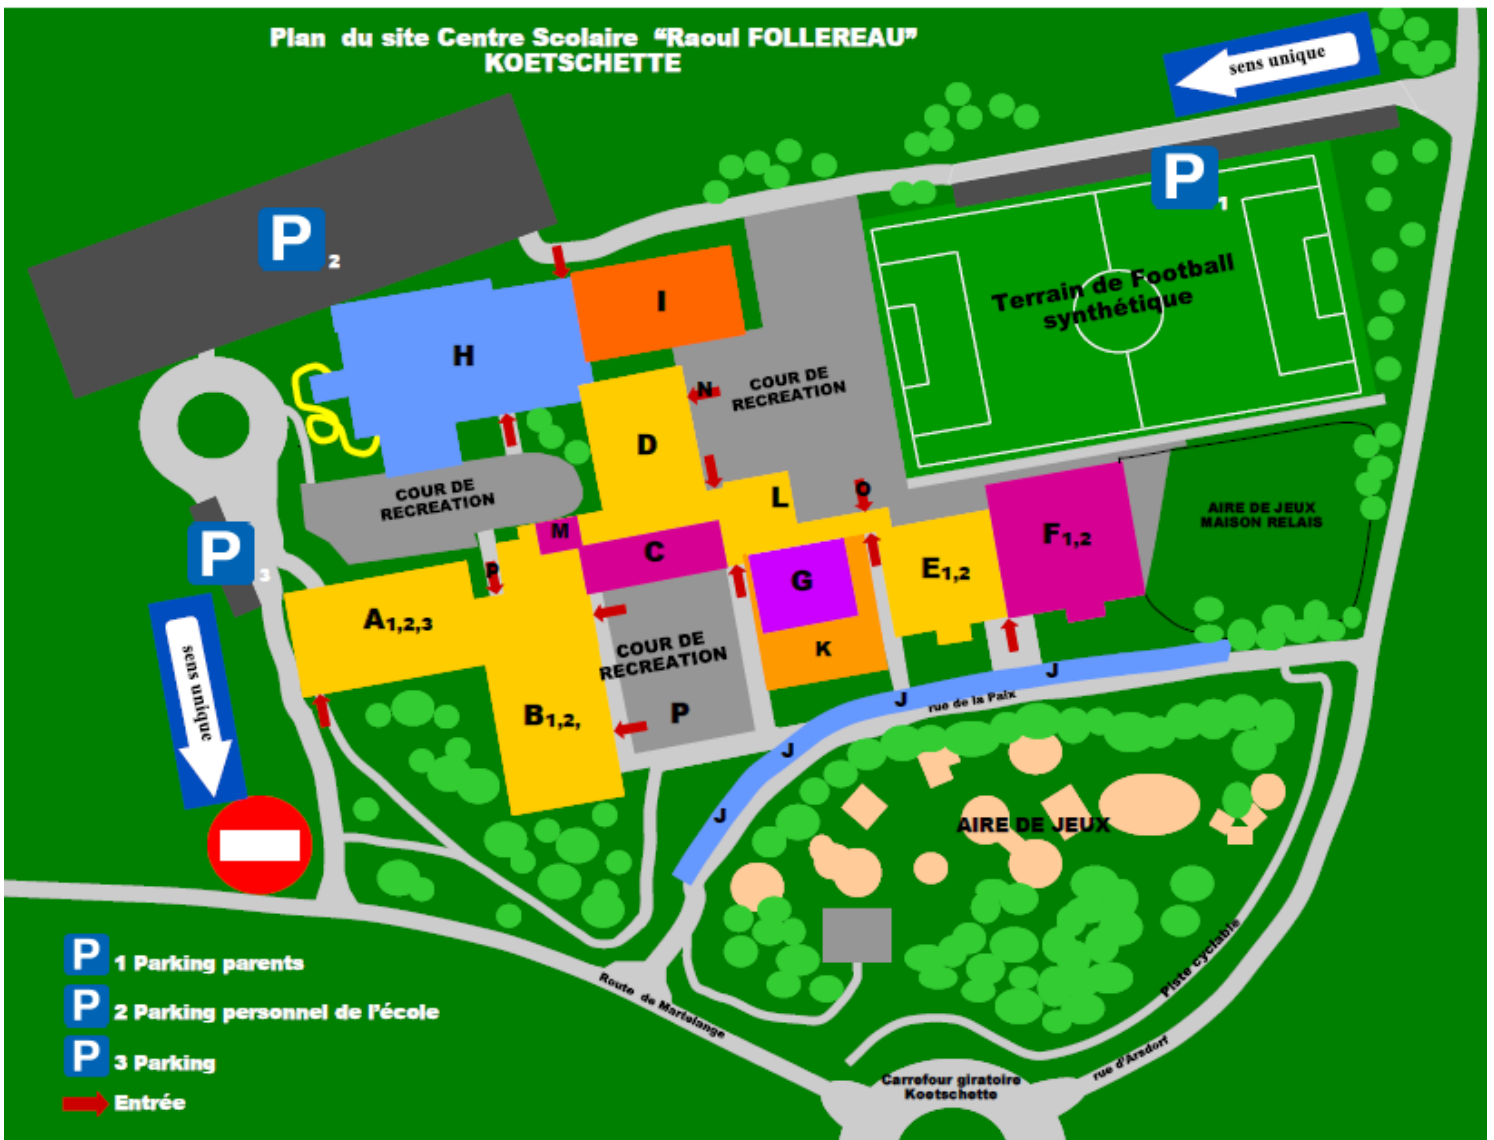 Plan du site Centre Scolaire “Raoul FOLLEREAU”
KOETSCHETTE
sens unique
P 1
P 2
Terrain de Football
synthétique
I
H
N
COUR DE
RECREATION
D
L
O
COUR DE
RECREATION
AIRE DE JEUX
MAISON RELAIS
M
C
F1,2
P 3
P
G
E1,2
A1,2,3
COUR DE
RECREATION
K
sens unique
B1,2,
P
J
J
rue de la Paix
J
J
AIRE DE JEUX
Piste cyclable
Route de Martelange
rue d'Arsdorf
Carrefour giratoire
Koetschette
P 1 Parking parents
P 2 Parking personnel de l'école
P 3 Parking
Entrée